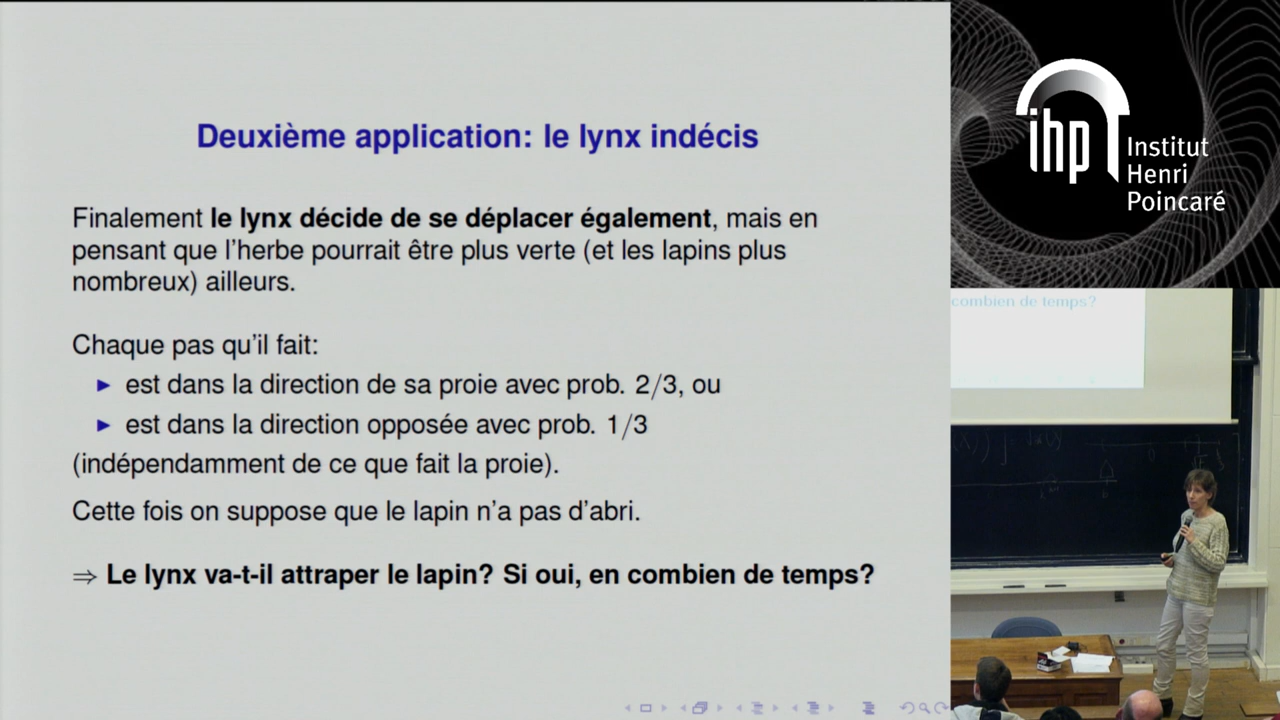 Deuxième application: le lynx indécis
Finalement le lynx décide de se déplacer également, mais en
pensant que l'herbe pourrait être plus verte (et les lapins plus
nombreux) ailleurs.
Chaque pas qu'il fait:
► est dans la direction de sa proie avec prob. 2/3, ou
► est dans la direction opposée avec prob. 1/3
(indépendamment de ce que fait la proie).
Cette fois on suppose que le lapin n'a pas d'abri.
⇒ Le lynx va-t-il attraper le lapin? Si oui, en combien de temps?
ihp
Institut
Henri
Poincaré
combien de temps?